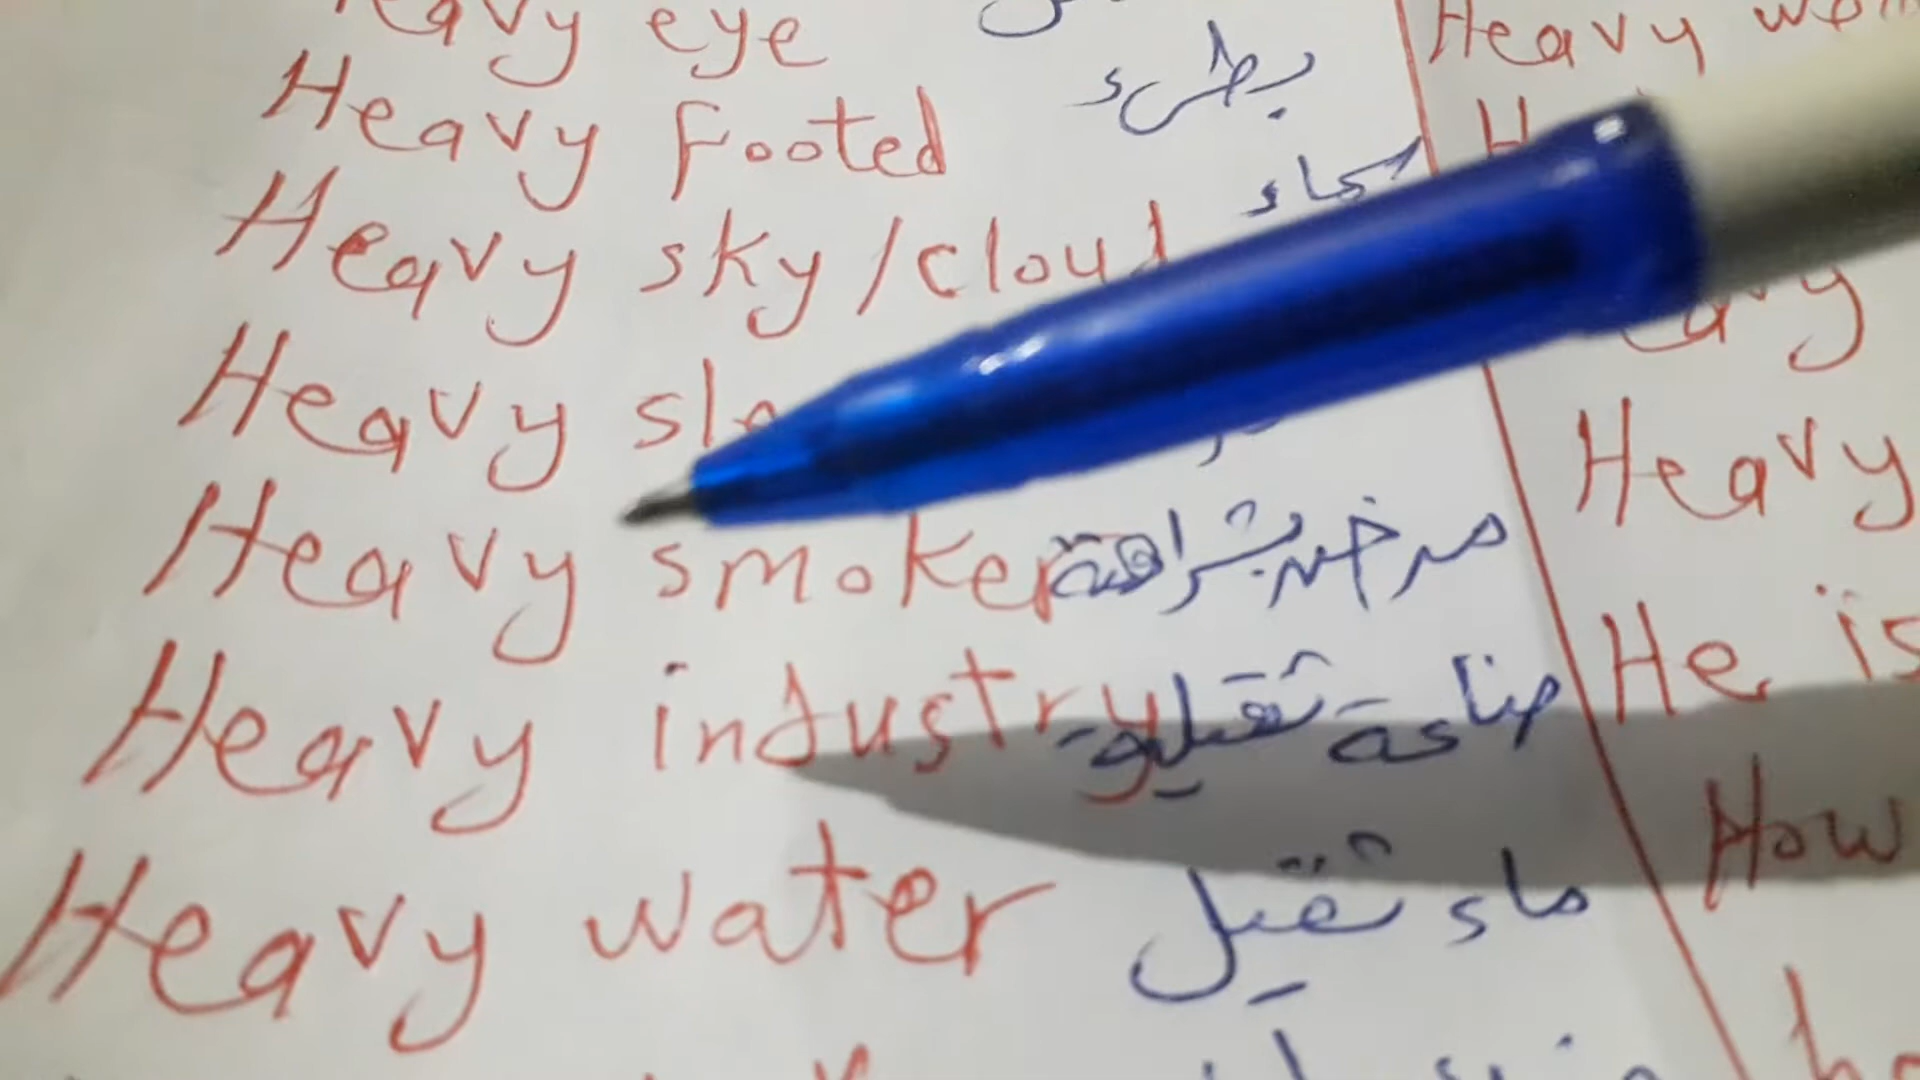 Heavy eye
Heavy footed بطيء
Heavy sky/cloud سماء
Heavy
Heavy smoker مدخن بشراهة
Heavy industry صناعة ثقيلة
Heavy water ماء ثقيل
Heavy
Heavy
He is
How